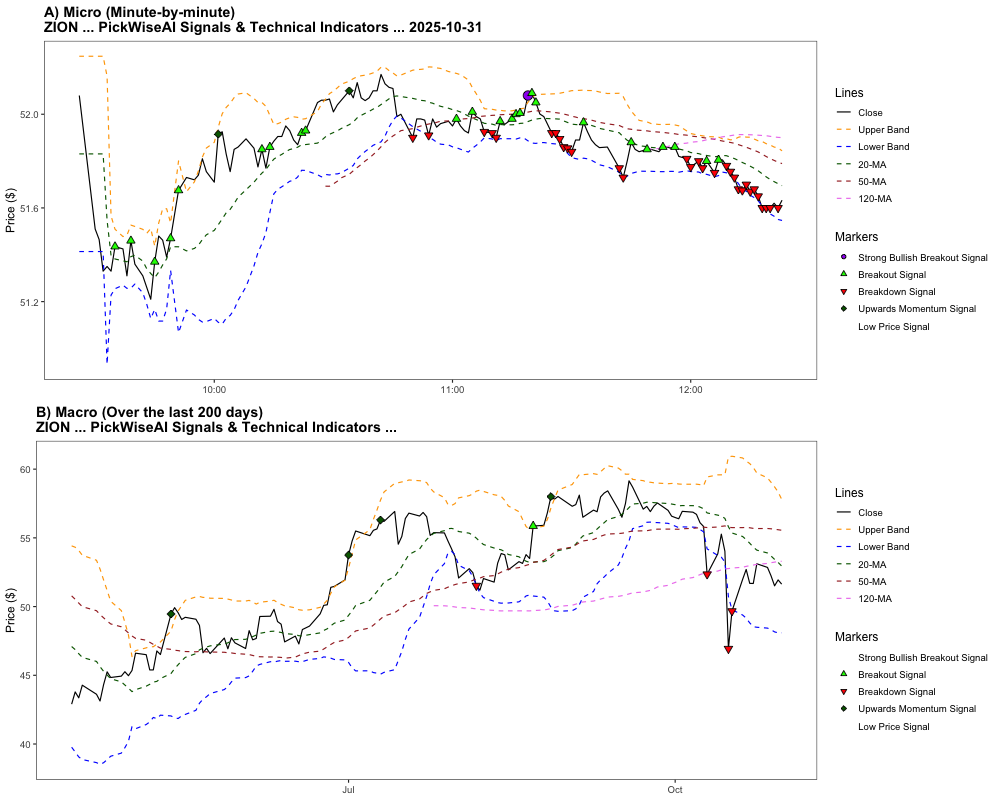 A) Micro (Minute-by-minute)
ZION ... PickWiseAI Signals & Technical Indicators ... 2025-10-31
Price ($)
52.0
51.6
51.2
10:00
11:00
12:00
Lines
Close
Upper Band
Lower Band
20-MA
50-MA
120-MA
Markers
Strong Bullish Breakout Signal
Breakout Signal
Breakdown Signal
Upwards Momentum Signal
Low Price Signal
B) Macro (Over the last 200 days)
ZION ... PickWiseAI Signals & Technical Indicators ...
Price ($)
60
55
50
45
40
Jul
Oct
Lines
Close
Upper Band
Lower Band
20-MA
50-MA
120-MA
Markers
Strong Bullish Breakout Signal
Breakout Signal
Breakdown Signal
Upwards Momentum Signal
Low Price Signal